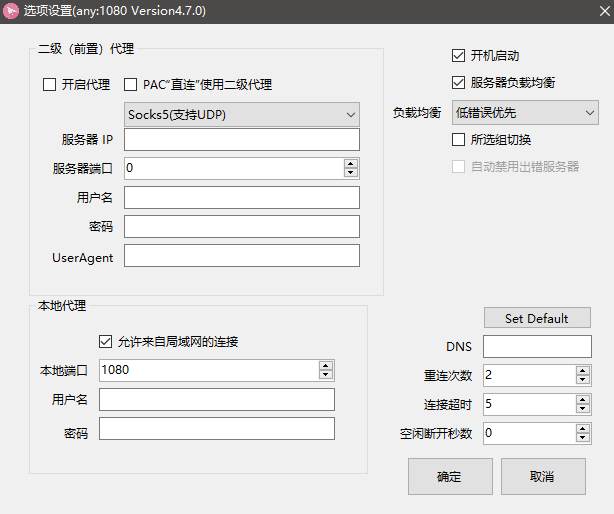 选项设置(any:1080 Version4.7.0)
二级（前置）代理
开启代理
PAC"直连"使用二级代理
Socks5(支持UDP)
服务器 IP
服务器端口
0
用户名
密码
UserAgent
开机启动
服务器负载均衡
负载均衡
低错误优先
所选组切换
自动禁用出错服务器
本地代理
允许来自局域网的连接
本地端口
1080
用户名
密码
Set Default
DNS
重连次数
2
连接超时
5
空闲断开秒数
0
确定
取消